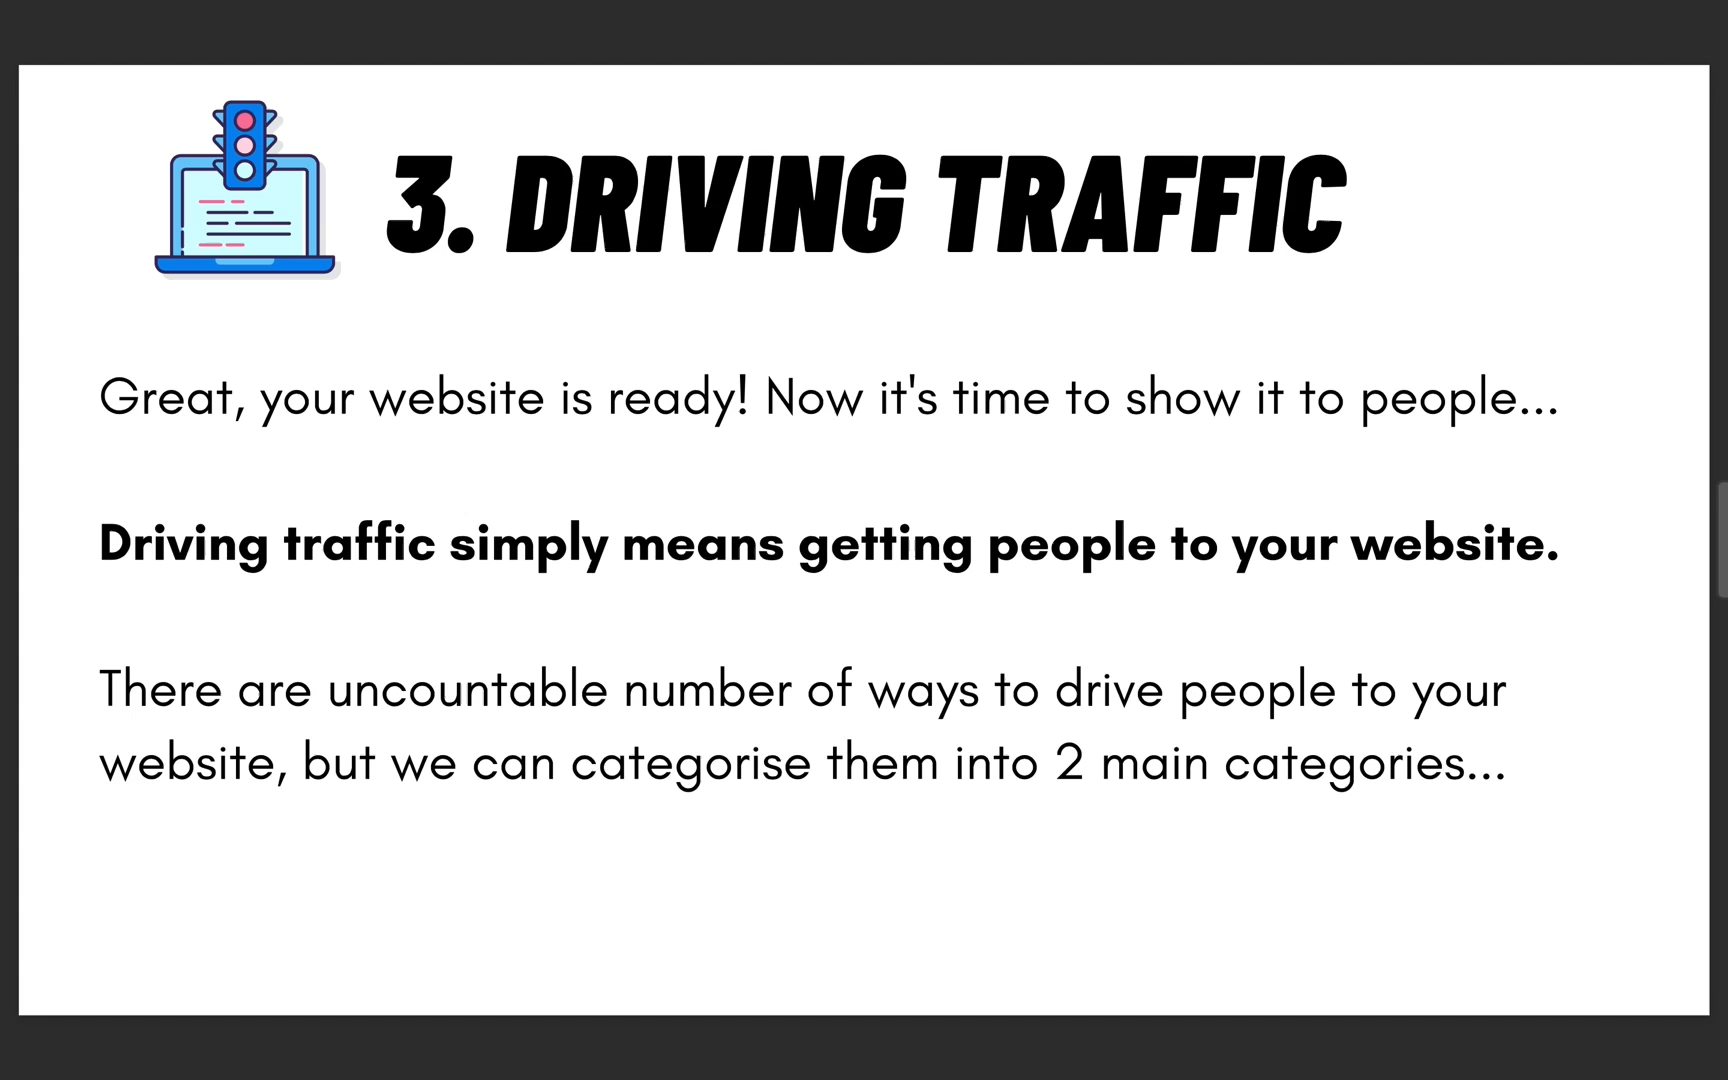 3. DRIVING TRAFFIC
Great, your website is ready! Now it's time to show it to people...
Driving traffic simply means getting people to your website.
There are uncountable number of ways to drive people to your
website, but we can categorise them into 2 main categories...